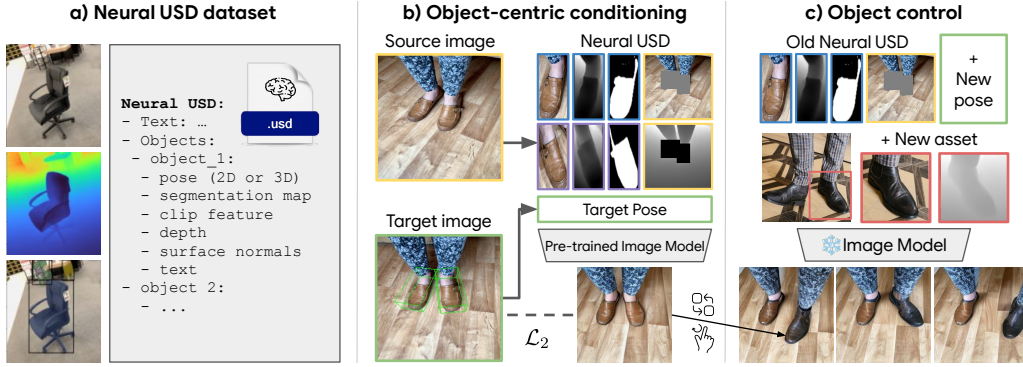 a) Neural USD dataset
Neural USD:
- Text: …
- Objects:
- object_1:
- pose (2D or 3D)
- segmentation map
- clip feature
- depth
- surface normals
- text
- object 2:
- ...
.usd
b) Object-centric conditioning
Source image
Neural USD
Target image
Target Pose
Pre-trained Image Model
ℒ₂
c) Object control
Old Neural USD
+
New
pose
+ New asset
Image Model